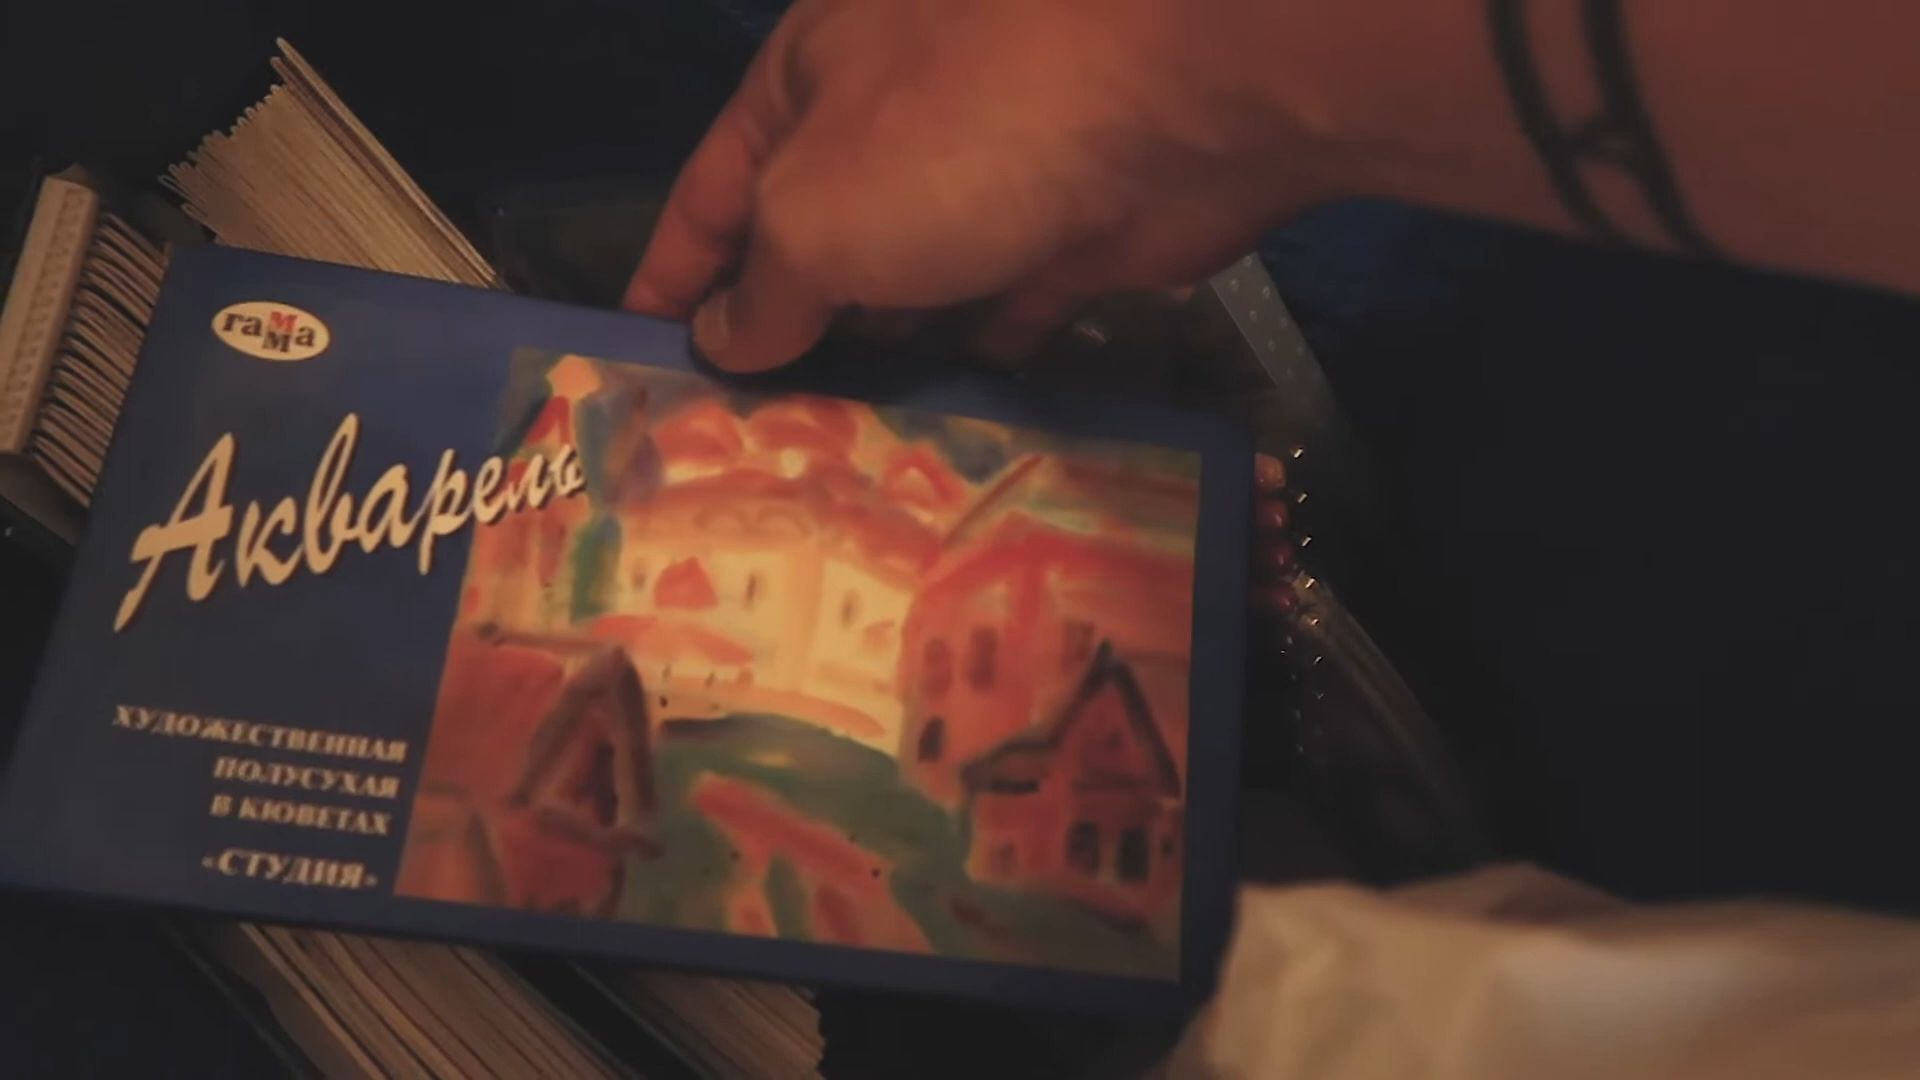 гамма
Акварель
ХУДОЖЕСТВЕННАЯ
ПОЛУСУХАЯ
В КЮВЕТАХ
«СТУДИЯ»